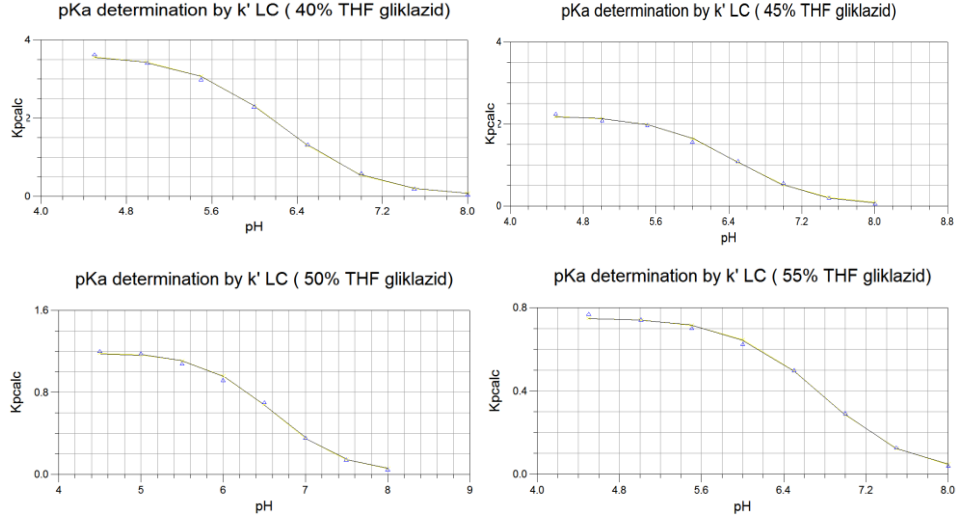 pKa determination by k' LC ( 40% THF gliklazid)
4
2
0
Kpcalc
4.0 4.8 5.6 6.4 7.2 8.0
pH
pKa determination by k' LC ( 45% THF gliklazid)
4
2
0
Kpcalc
4.0 4.8 5.6 6.4 7.2 8.0 8.8
pH
pKa determination by k' LC ( 50% THF gliklazid)
1.6
0.8
0.0
Kpcalc
4 5 6 7 8 9
pH
pKa determination by k' LC ( 55% THF gliklazid)
0.8
0.4
0.0
Kpcalc
4.0 4.8 5.6 6.4 7.2 8.0
pH